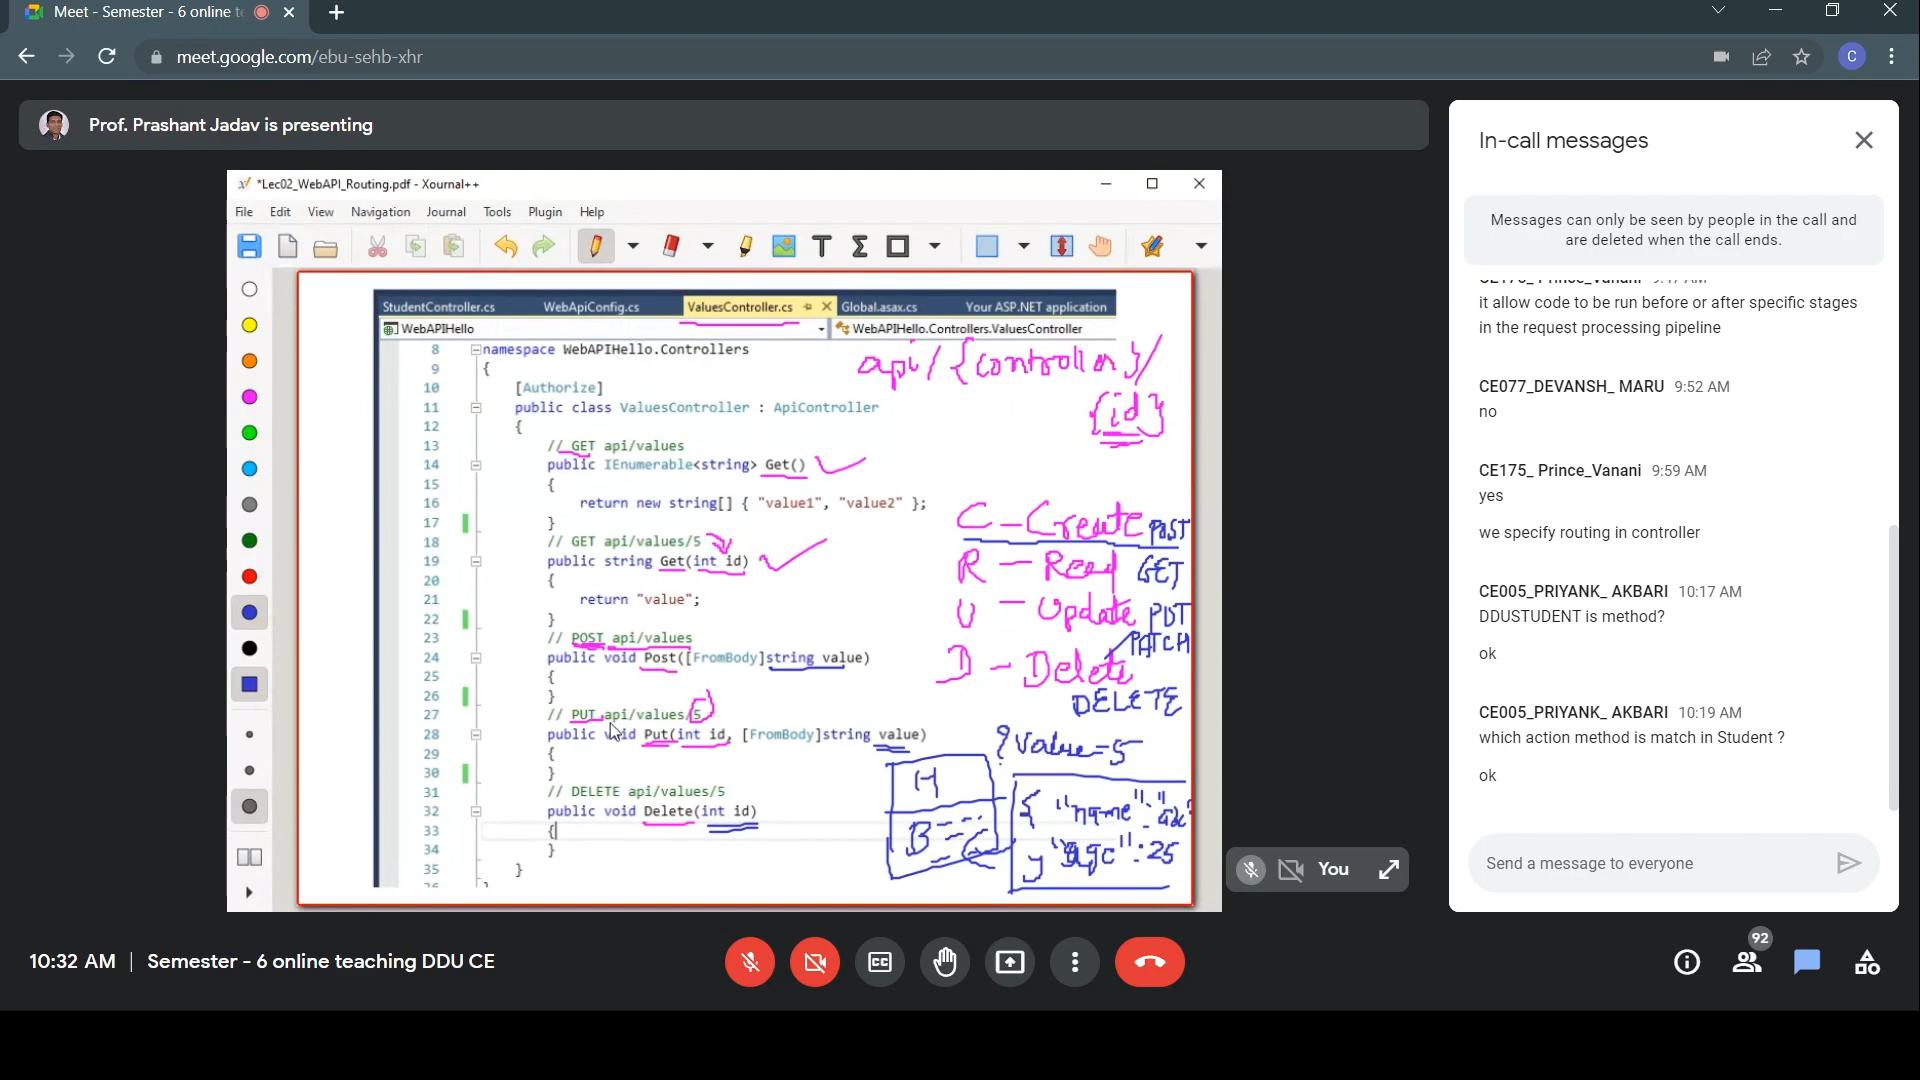 Meet - Semester - 6 online te
meet.google.com/ebu-sehb-xhr
C
Prof. Prashant Jadav is presenting
*Lec02_WebAPI_Routing.pdf - Xournal++
File Edit View Navigation Journal Tools Plugin Help
StudentController.cs WebApiConfig.cs ValuesController.cs Global.asax.cs Your ASP.NET application
WebAPIHello WebAPIHello.Controllers.ValuesController
8 namespace WebAPIHello.Controllers
9 {
10 [Authorize]
11 public class ValuesController : ApiController
12 {
13 // GET api/values
14 public IEnumerable<string> Get()
15 {
16 return new string[] { "value1", "value2" };
17 }
18 // GET api/values/5
19 public string Get(int id)
20 {
21 return "value";
22 }
23 // POST api/values
24 public void Post([FromBody]string value)
25 {
26 }
27 // PUT api/values/5
28 public void Put(int id, [FromBody]string value)
29 {
30 }
31 // DELETE api/values/5
32 public void Delete(int id)
33 {
34 }
35 }
api/{controller}/
{id}
C - Create POST
R - Read GET
U - Update PUT
PATCH
D - Delete
DELETE
?value=5
H
B
{ "name":
"age":25
You
In-call messages
Messages can only be seen by people in the call and
are deleted when the call ends.
it allow code to be run before or after specific stages
in the request processing pipeline
CE077_DEVANSH_ MARU 9:52 AM
no
CE175_ Prince_Vanani 9:59 AM
yes
we specify routing in controller
CE005_PRIYANK_ AKBARI 10:17 AM
DDUSTUDENT is method?
ok
CE005_PRIYANK_ AKBARI 10:19 AM
which action method is match in Student ?
ok
Send a message to everyone
10:32 AM | Semester - 6 online teaching DDU CE
92